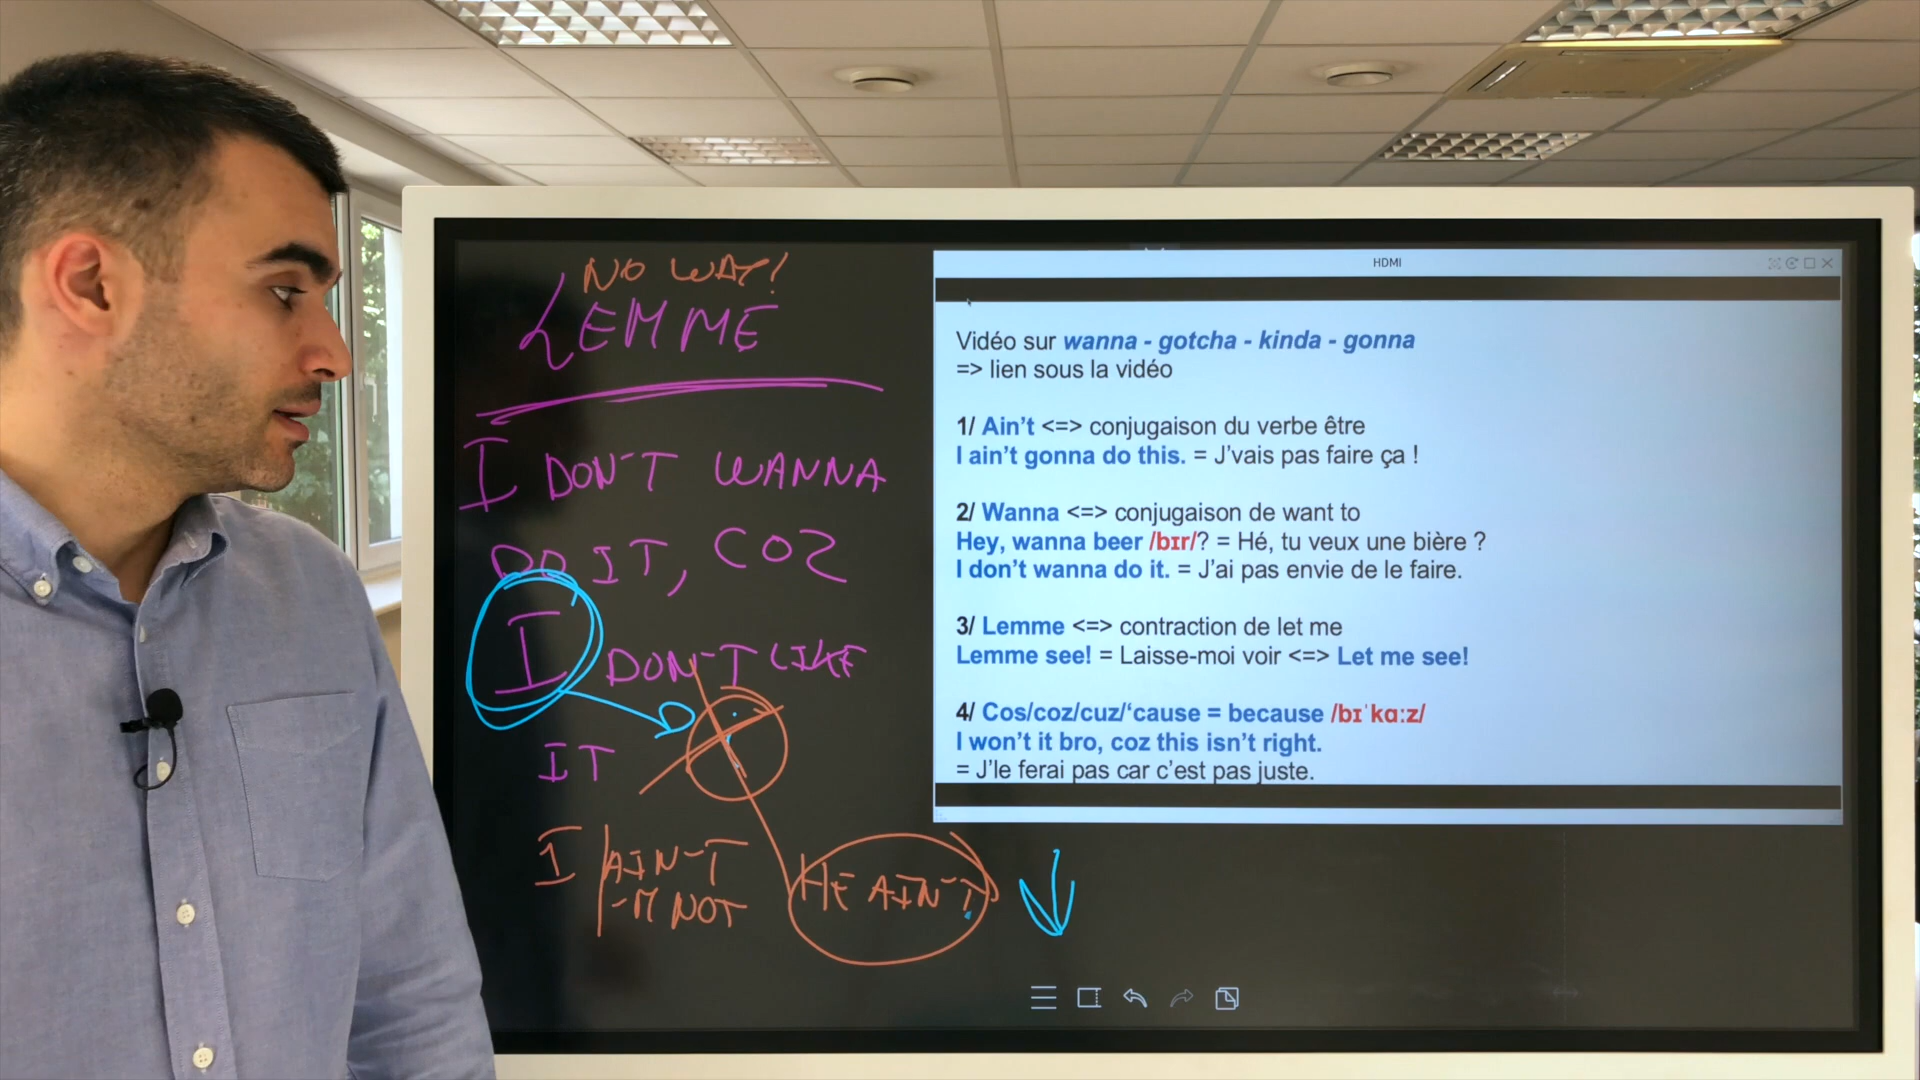 NO WAY!
LEMME
I DON'T WANNA
DO IT, COZ
I DON'T LIKE
IT
I AIN'T
-M NOT
HE AIN'T
HDMI
Vidéo sur wanna - gotcha - kinda - gonna
=> lien sous la vidéo
1/ Ain't <=> conjugaison du verbe être
I ain't gonna do this. = J'vais pas faire ça !
2/ Wanna <=> conjugaison de want to
Hey, wanna beer /bɪr/? = Hé, tu veux une bière ?
I don't wanna do it. = J'ai pas envie de le faire.
3/ Lemme <=> contraction de let me
Lemme see! = Laisse-moi voir <=> Let me see!
4/ Cos/coz/cuz/'cause = because /bɪˈkɑːz/
I won't it bro, coz this isn't right.
= J'le ferai pas car c'est pas juste.